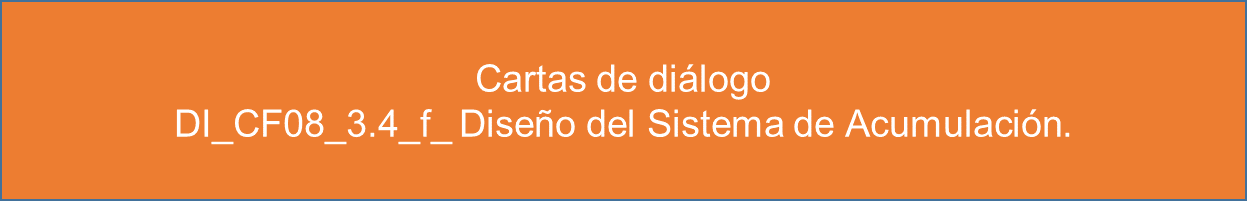 Cartas de diálogo
DI_CF08_3.4_f_ Diseño del Sistema de Acumulación.